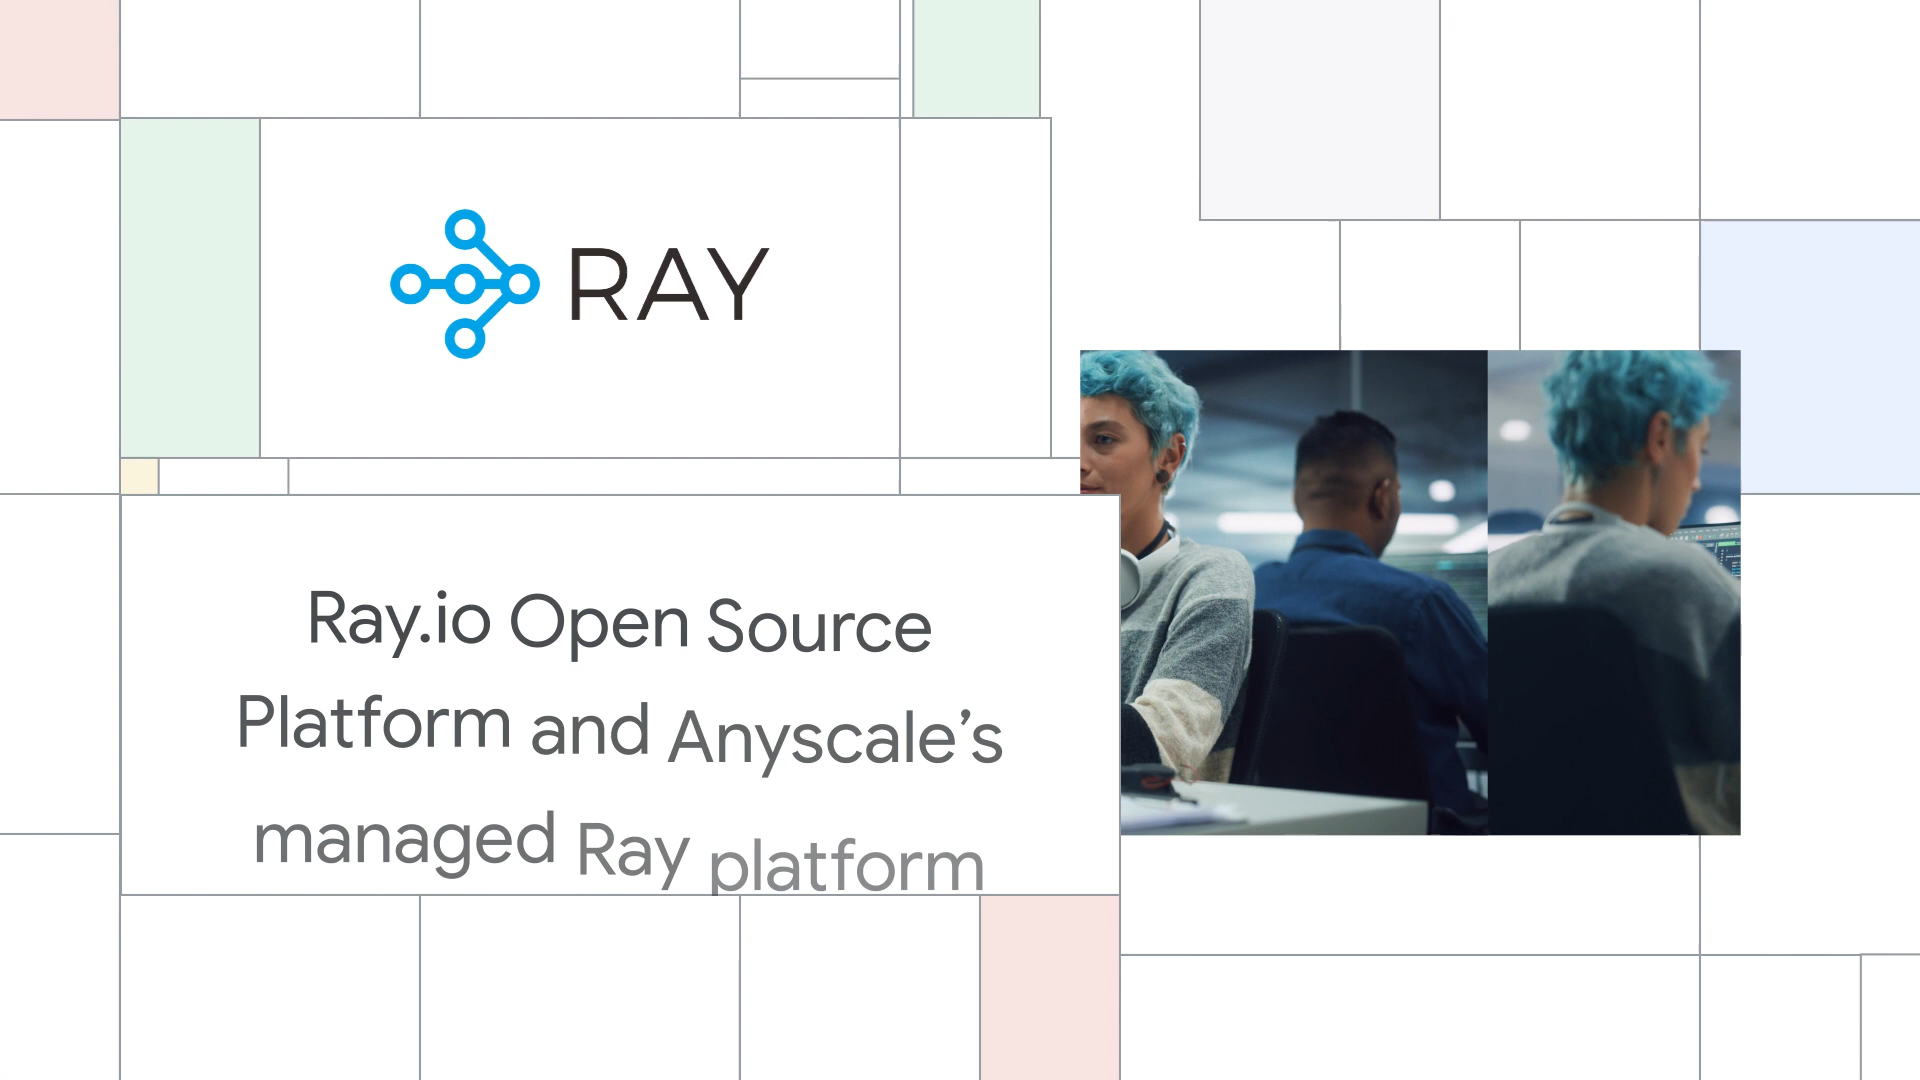 RAY
Ray.io Open Source
Platform and Anyscale’s
managed Ray platform